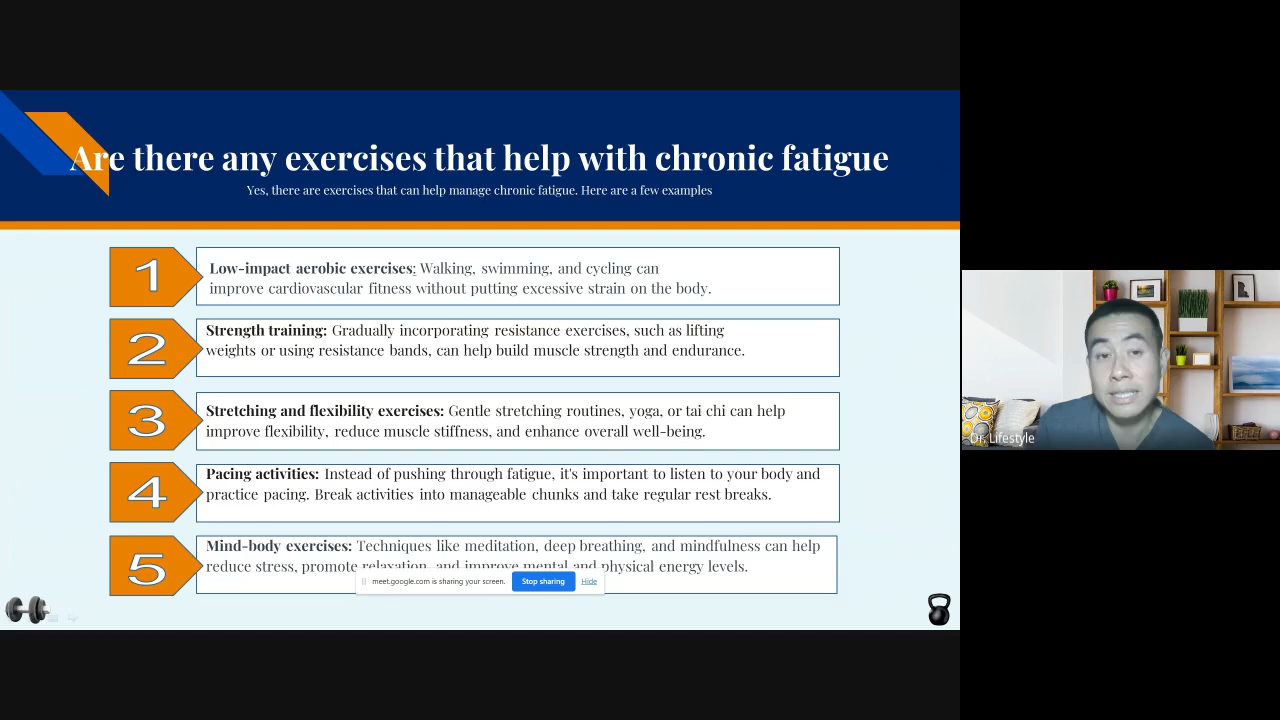 Are there any exercises that help with chronic fatigue
Yes, there are exercises that can help manage chronic fatigue. Here are a few examples
1
Low-impact aerobic exercises: Walking, swimming, and cycling can
improve cardiovascular fitness without putting excessive strain on the body.
2
Strength training: Gradually incorporating resistance exercises, such as lifting
weights or using resistance bands, can help build muscle strength and endurance.
3
Stretching and flexibility exercises: Gentle stretching routines, yoga, or tai chi can help
improve flexibility, reduce muscle stiffness, and enhance overall well-being.
4
Pacing activities: Instead of pushing through fatigue, it's important to listen to your body and
practice pacing. Break activities into manageable chunks and take regular rest breaks.
5
Mind-body exercises: Techniques like meditation, deep breathing, and mindfulness can help
reduce stress, promote relaxation, and improve mental and physical energy levels.
meet.google.com is sharing your screen. Stop sharing Hide
Dr. Lifestyle